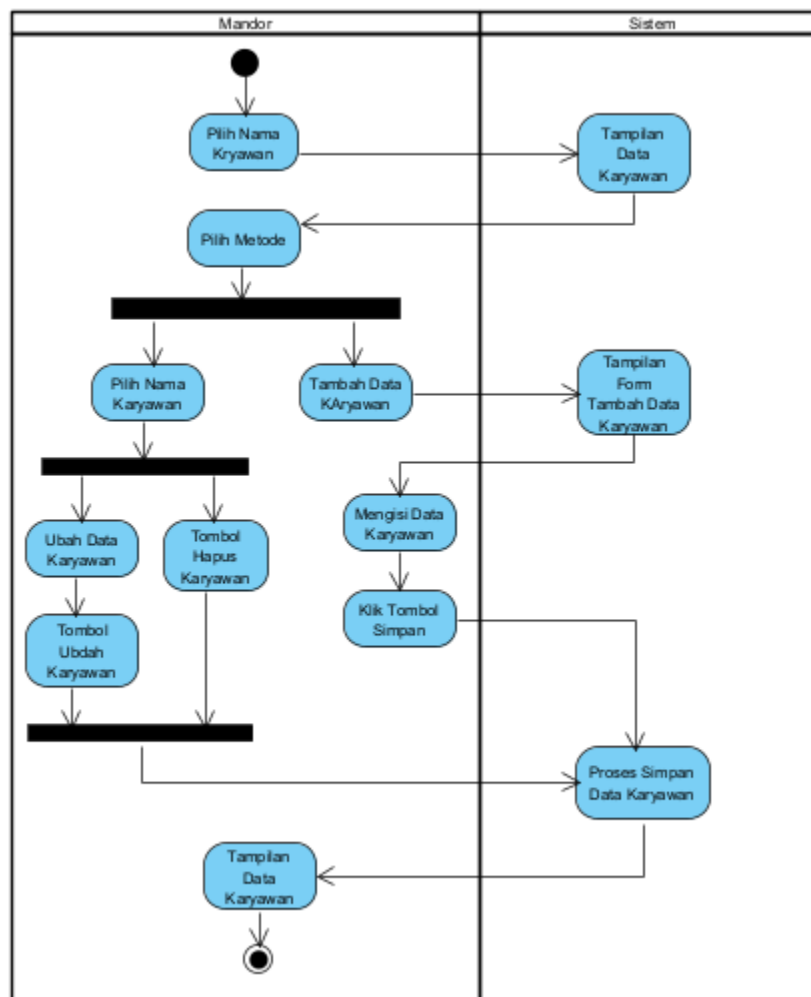 Mandor
Sistem
Pilih Nama
Kryawan
Tampilan
Data
Karyawan
Pilih Metode
Pilih Nama
Karyawan
Tambah Data
KAryawan
Tampilan
Form
Tambah Data
Karyawan
Ubah Data
Karyawan
Tombol
Hapus
Karyawan
Mengisi Data
Karyawan
Klik Tombol
Simpan
Tombol
Ubdah
Karyawan
Proses Simpan
Data Karyawan
Tampilan
Data
Karyawan